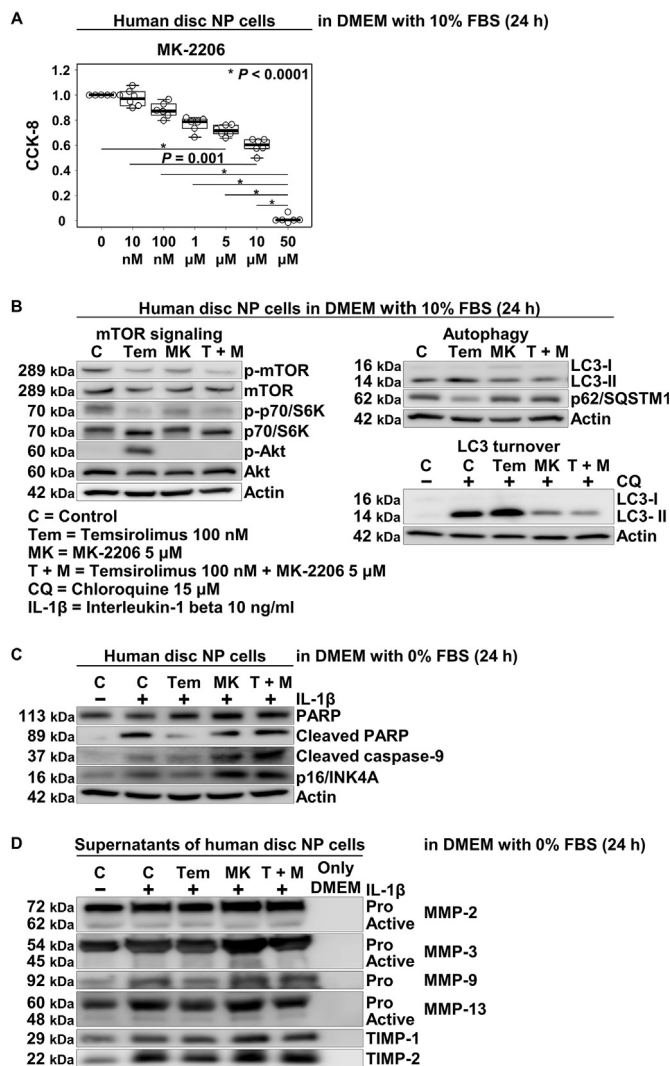 A
Human disc NP cells in DMEM with 10% FBS (24 h)
MK-2206
* P < 0.0001
CCK-8
1.2
1.0
0.8
0.6
0.4
0.2
0
*
P = 0.001
*
*
*
*
0 10 nM 100 nM 1 µM 5 µM 10 µM 50 µM
B
Human disc NP cells in DMEM with 10% FBS (24 h)
mTOR signaling
C Tem MK T + M
289 kDa p-mTOR
289 kDa mTOR
70 kDa p-p70/S6K
70 kDa p70/S6K
60 kDa p-Akt
60 kDa Akt
42 kDa Actin
C = Control
Tem = Temsirolimus 100 nM
MK = MK-2206 5 µM
T + M = Temsirolimus 100 nM + MK-2206 5 µM
CQ = Chloroquine 15 µM
IL-1β = Interleukin-1 beta 10 ng/ml
Autophagy
C Tem MK T + M
16 kDa LC3-I
14 kDa LC3-II
62 kDa p62/SQSTM1
42 kDa Actin
LC3 turnover
C C Tem MK T + M
− + + + + CQ
16 kDa LC3-I
14 kDa LC3- II
42 kDa Actin
C
Human disc NP cells in DMEM with 0% FBS (24 h)
C C Tem MK T + M
− + + + + IL-1β
113 kDa PARP
89 kDa Cleaved PARP
37 kDa Cleaved caspase-9
16 kDa p16/INK4A
42 kDa Actin
D
Supernatants of human disc NP cells in DMEM with 0% FBS (24 h)
C C Tem MK T + M Only DMEM
− + + + + IL-1β
72 kDa Pro MMP-2
62 kDa Active
54 kDa Pro MMP-3
45 kDa Active
92 kDa Pro MMP-9
60 kDa Pro MMP-13
48 kDa Active
29 kDa TIMP-1
22 kDa TIMP-2